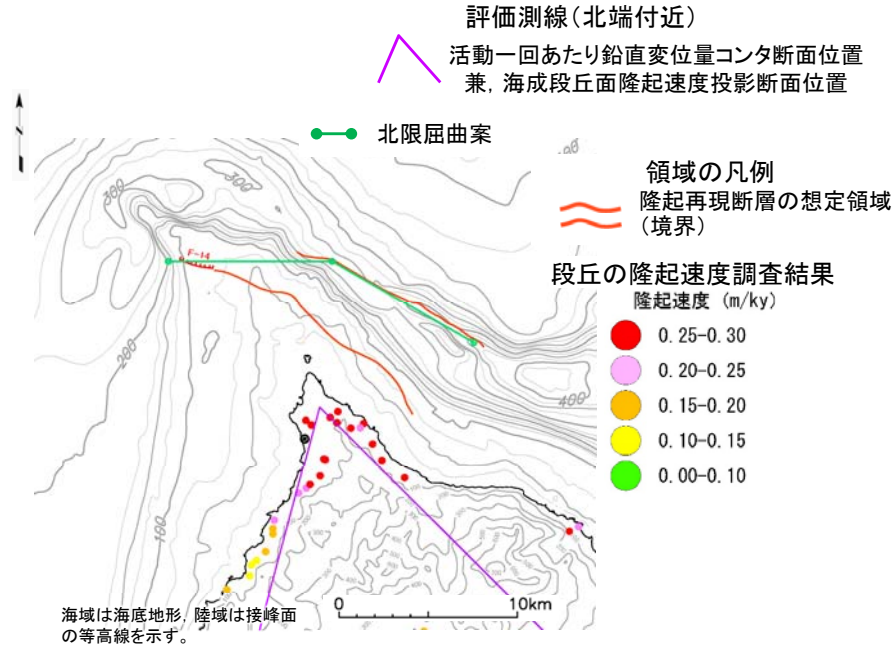 評価測線(北端付近)
活動一回あたり鉛直変位量コンタ断面位置
兼,海成段丘面隆起速度投影断面位置
北限屈曲案
領域の凡例
隆起再現断層の想定領域
(境界)
段丘の隆起速度調査結果
隆起速度 (m/ky)
0.25-0.30
0.20-0.25
0.15-0.20
0.10-0.15
0.00-0.10
300
300
F-14
200
400
100
0 10km
海域は海底地形,陸域は接峰面
の等高線を示す。